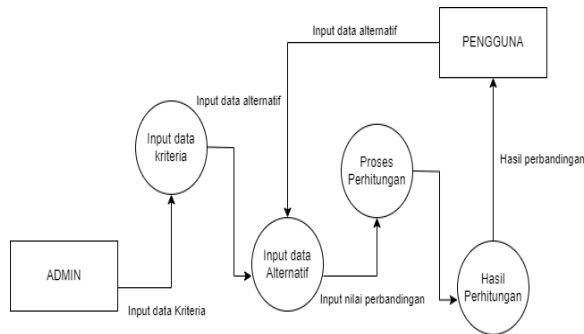 Input data alternatif
PENGGUNA
Input data alternatif
Input data
kriteria
Proses
Perhitungan
Hasil perbandingan
Input data
Alternatif
ADMIN
Hasil
Perhitungan
Input data Kriteria
Input nilai perbandingan